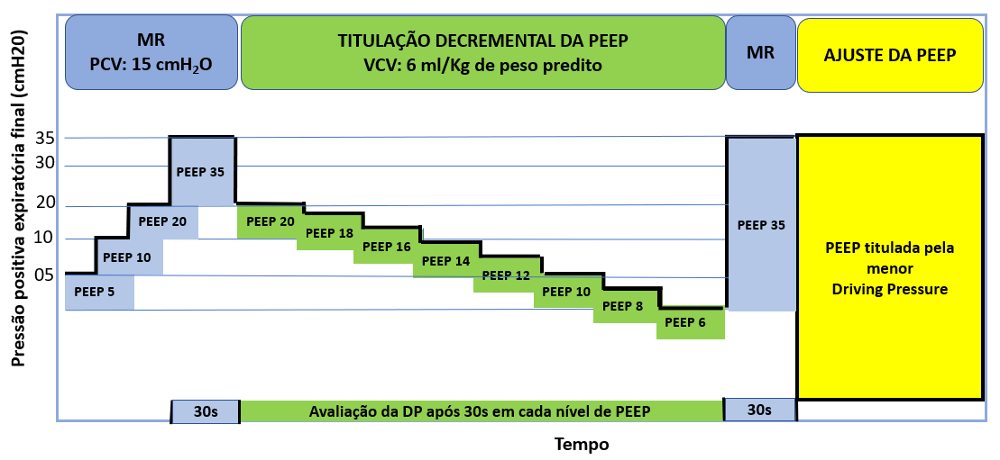 MR
PCV: 15 cmH₂O
TITULAÇÃO DECREMENTAL DA PEEP
VCV: 6 ml/Kg de peso predito
MR
AJUSTE DA PEEP
Pressão positiva expiratória final (cmH20)
35
30
20
10
05
PEEP 5
PEEP 10
PEEP 20
PEEP 35
PEEP 20
PEEP 18
PEEP 16
PEEP 14
PEEP 12
PEEP 10
PEEP 8
PEEP 6
PEEP 35
PEEP titulada pela
menor
Driving Pressure
30s
Avaliação da DP após 30s em cada nível de PEEP
30s
Tempo